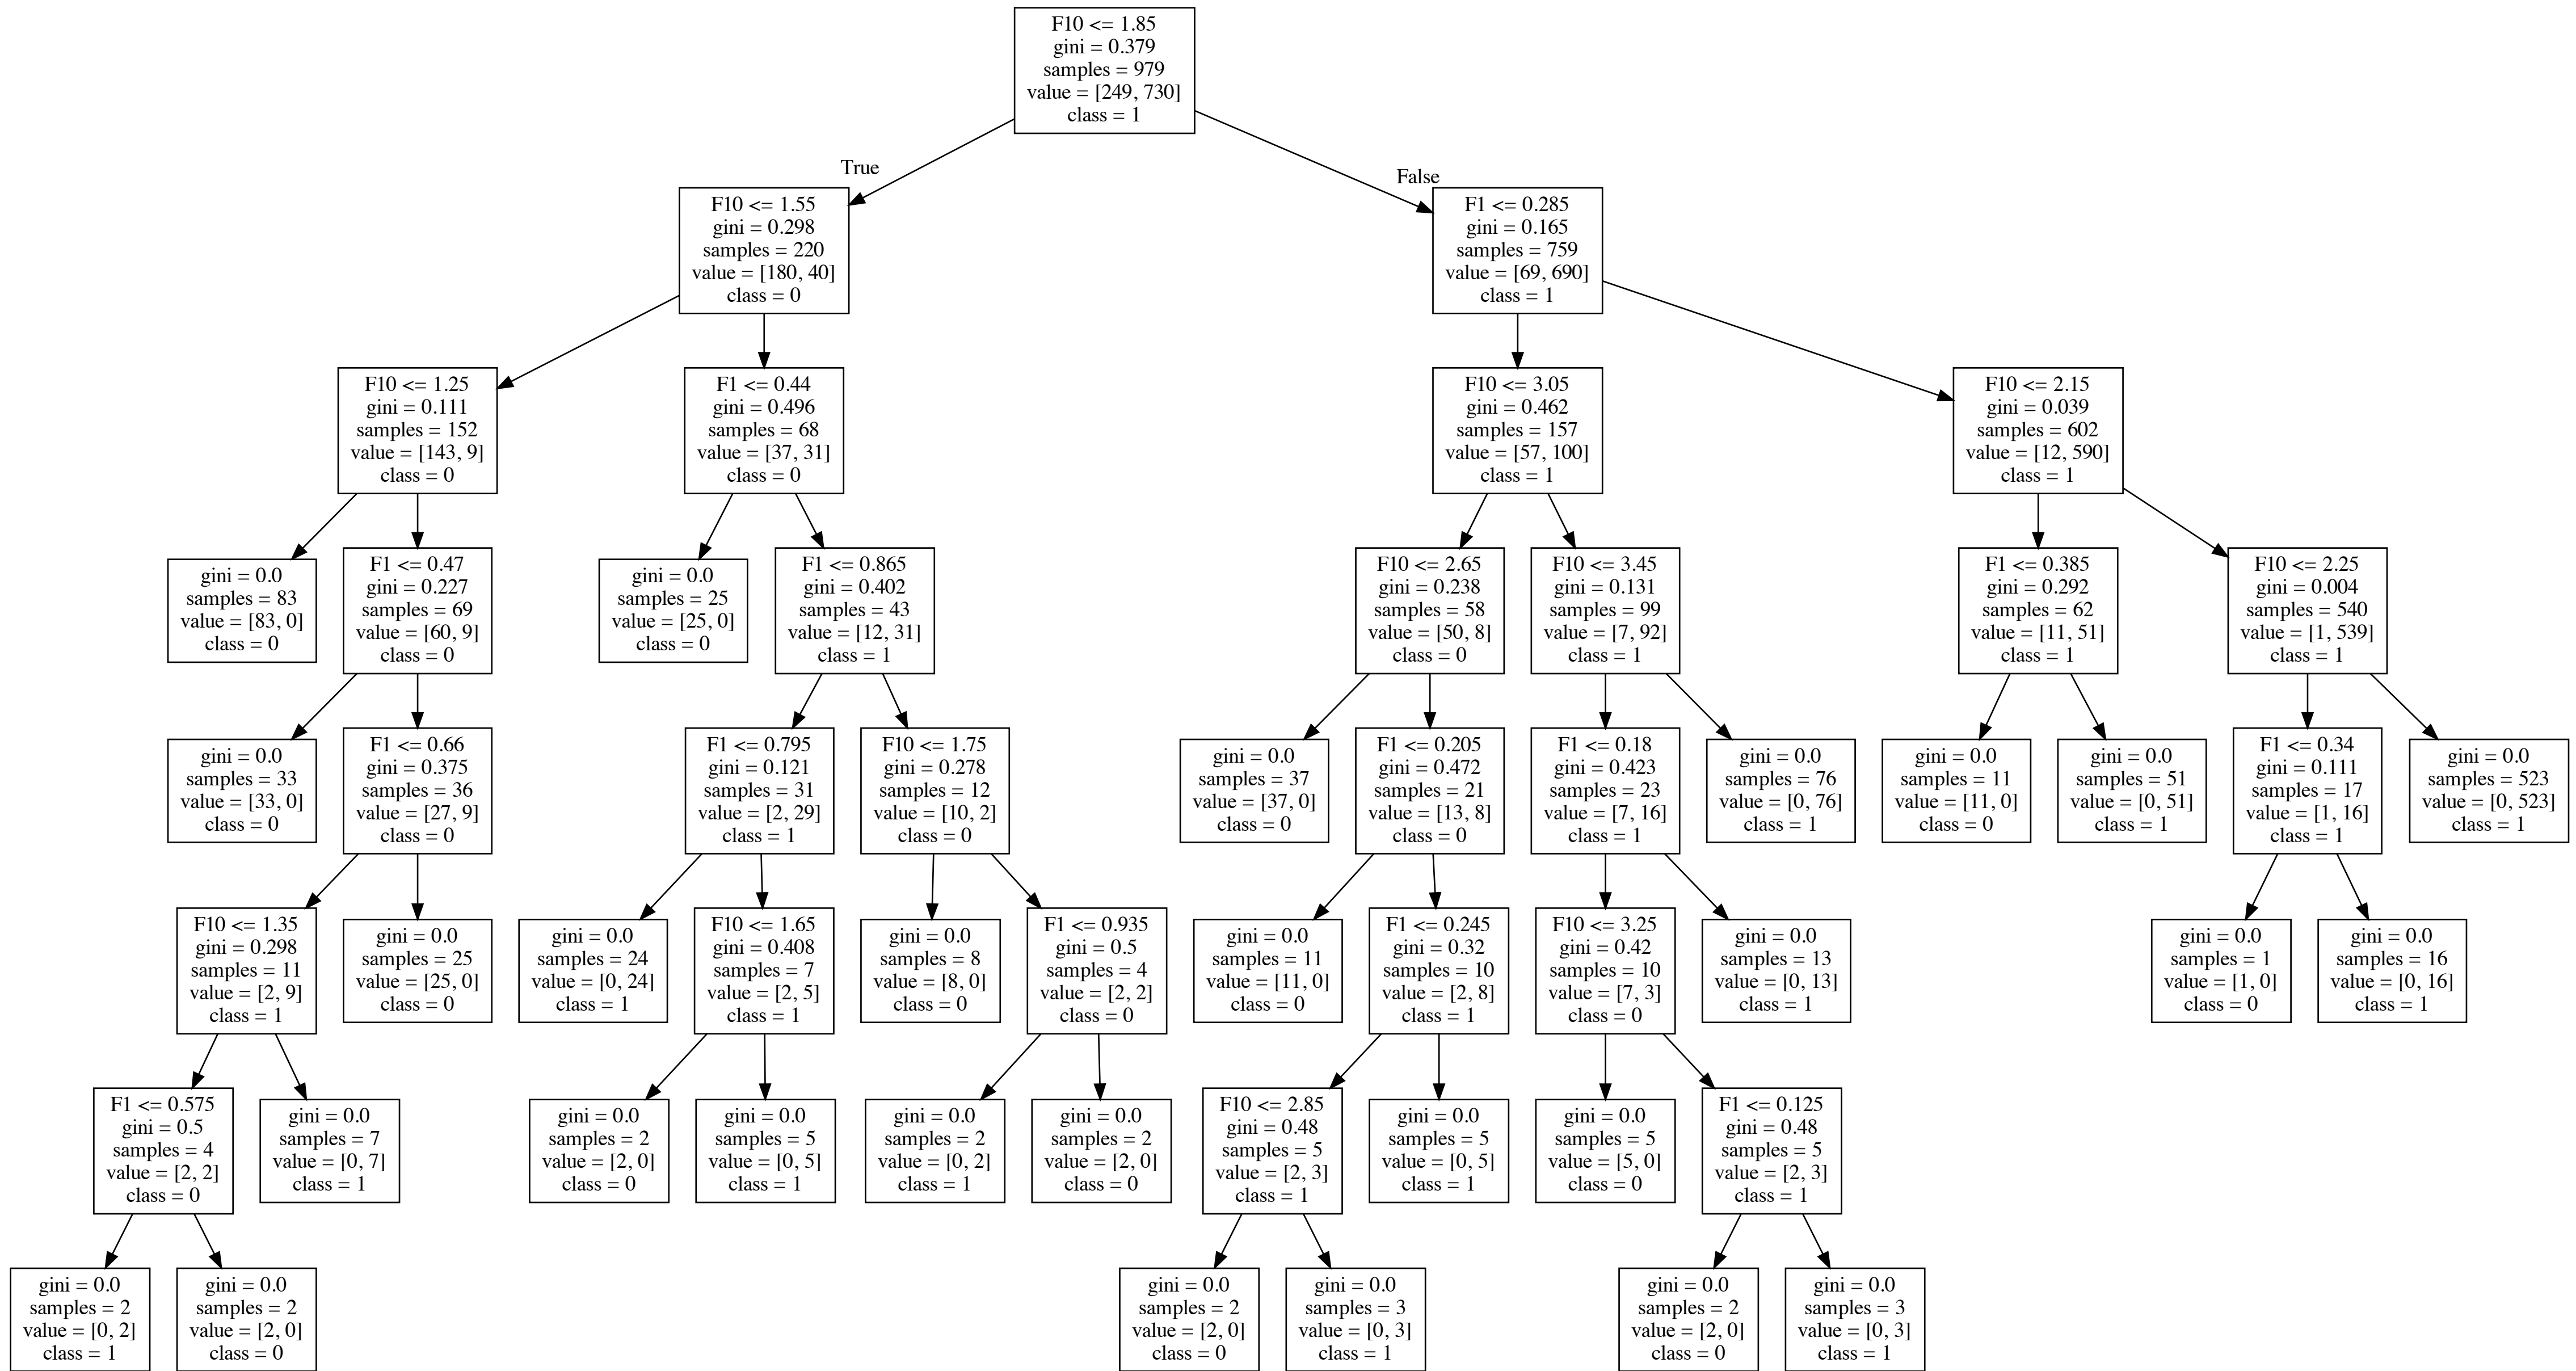 F10 <= 1.85
gini = 0.379
samples = 979
value = [249, 730]
class = 1
True
False
F10 <= 1.55
gini = 0.298
samples = 220
value = [180, 40]
class = 0
F1 <= 0.285
gini = 0.165
samples = 759
value = [69, 690]
class = 1
F10 <= 1.25
gini = 0.111
samples = 152
value = [143, 9]
class = 0
F1 <= 0.44
gini = 0.496
samples = 68
value = [37, 31]
class = 0
F10 <= 3.05
gini = 0.462
samples = 157
value = [57, 100]
class = 1
F10 <= 2.15
gini = 0.039
samples = 602
value = [12, 590]
class = 1
gini = 0.0
samples = 83
value = [83, 0]
class = 0
F1 <= 0.47
gini = 0.227
samples = 69
value = [60, 9]
class = 0
gini = 0.0
samples = 25
value = [25, 0]
class = 0
F1 <= 0.865
gini = 0.402
samples = 43
value = [12, 31]
class = 1
F10 <= 2.65
gini = 0.238
samples = 58
value = [50, 8]
class = 0
F10 <= 3.45
gini = 0.131
samples = 99
value = [7, 92]
class = 1
F1 <= 0.385
gini = 0.292
samples = 62
value = [11, 51]
class = 1
F10 <= 2.25
gini = 0.004
samples = 540
value = [1, 539]
class = 1
gini = 0.0
samples = 33
value = [33, 0]
class = 0
F1 <= 0.66
gini = 0.375
samples = 36
value = [27, 9]
class = 0
F1 <= 0.795
gini = 0.121
samples = 31
value = [2, 29]
class = 1
F10 <= 1.75
gini = 0.278
samples = 12
value = [10, 2]
class = 0
gini = 0.0
samples = 37
value = [37, 0]
class = 0
F1 <= 0.205
gini = 0.472
samples = 21
value = [13, 8]
class = 0
F1 <= 0.18
gini = 0.423
samples = 23
value = [7, 16]
class = 1
gini = 0.0
samples = 76
value = [0, 76]
class = 1
gini = 0.0
samples = 11
value = [11, 0]
class = 0
gini = 0.0
samples = 51
value = [0, 51]
class = 1
F1 <= 0.34
gini = 0.111
samples = 17
value = [1, 16]
class = 1
gini = 0.0
samples = 523
value = [0, 523]
class = 1
F10 <= 1.35
gini = 0.298
samples = 11
value = [2, 9]
class = 1
gini = 0.0
samples = 25
value = [25, 0]
class = 0
gini = 0.0
samples = 24
value = [0, 24]
class = 1
F10 <= 1.65
gini = 0.408
samples = 7
value = [2, 5]
class = 1
gini = 0.0
samples = 8
value = [8, 0]
class = 0
F1 <= 0.935
gini = 0.5
samples = 4
value = [2, 2]
class = 0
gini = 0.0
samples = 11
value = [11, 0]
class = 0
F1 <= 0.245
gini = 0.32
samples = 10
value = [2, 8]
class = 1
F10 <= 3.25
gini = 0.42
samples = 10
value = [7, 3]
class = 0
gini = 0.0
samples = 13
value = [0, 13]
class = 1
gini = 0.0
samples = 1
value = [1, 0]
class = 0
gini = 0.0
samples = 16
value = [0, 16]
class = 1
F1 <= 0.575
gini = 0.5
samples = 4
value = [2, 2]
class = 0
gini = 0.0
samples = 7
value = [0, 7]
class = 1
gini = 0.0
samples = 2
value = [2, 0]
class = 0
gini = 0.0
samples = 5
value = [0, 5]
class = 1
gini = 0.0
samples = 2
value = [0, 2]
class = 1
gini = 0.0
samples = 2
value = [2, 0]
class = 0
F10 <= 2.85
gini = 0.48
samples = 5
value = [2, 3]
class = 1
gini = 0.0
samples = 5
value = [0, 5]
class = 1
gini = 0.0
samples = 5
value = [5, 0]
class = 0
F1 <= 0.125
gini = 0.48
samples = 5
value = [2, 3]
class = 1
gini = 0.0
samples = 2
value = [0, 2]
class = 1
gini = 0.0
samples = 2
value = [2, 0]
class = 0
gini = 0.0
samples = 2
value = [2, 0]
class = 0
gini = 0.0
samples = 3
value = [0, 3]
class = 1
gini = 0.0
samples = 2
value = [2, 0]
class = 0
gini = 0.0
samples = 3
value = [0, 3]
class = 1